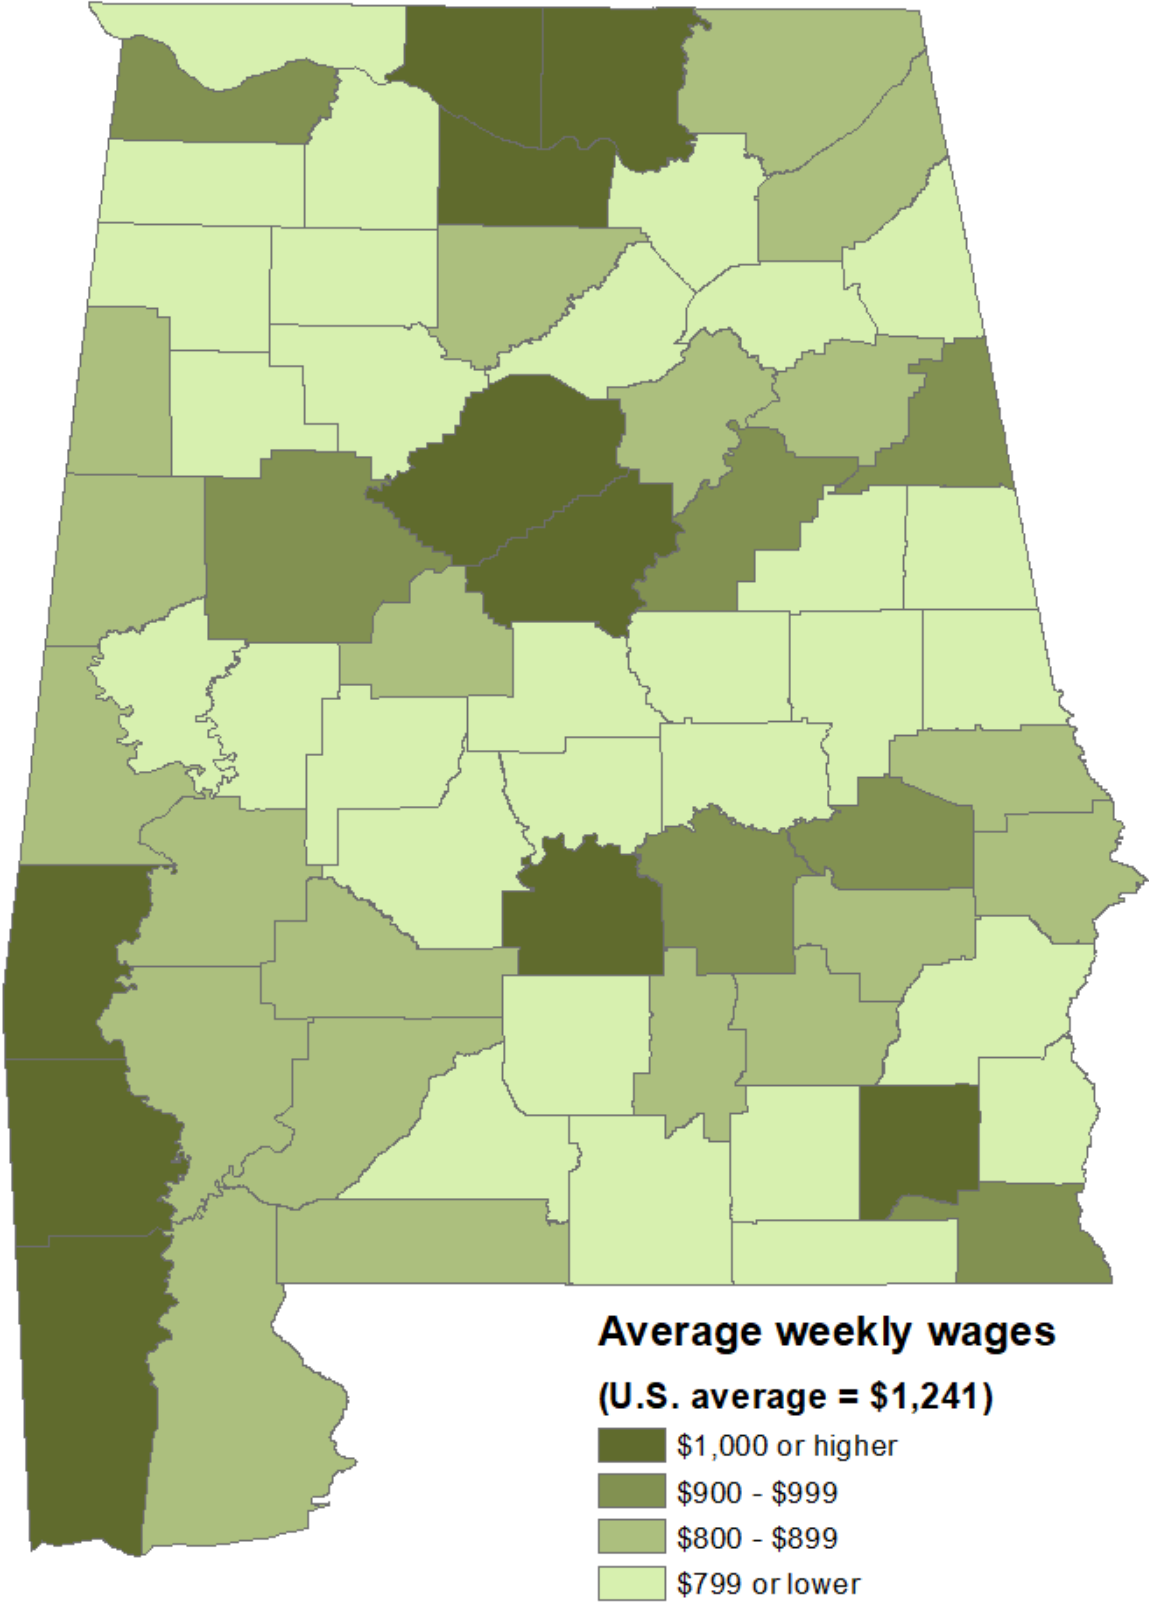 Average weekly wages
(U.S. average = $1,241)
$1,000 or higher
$900 - $999
$800 - $899
$799 or lower